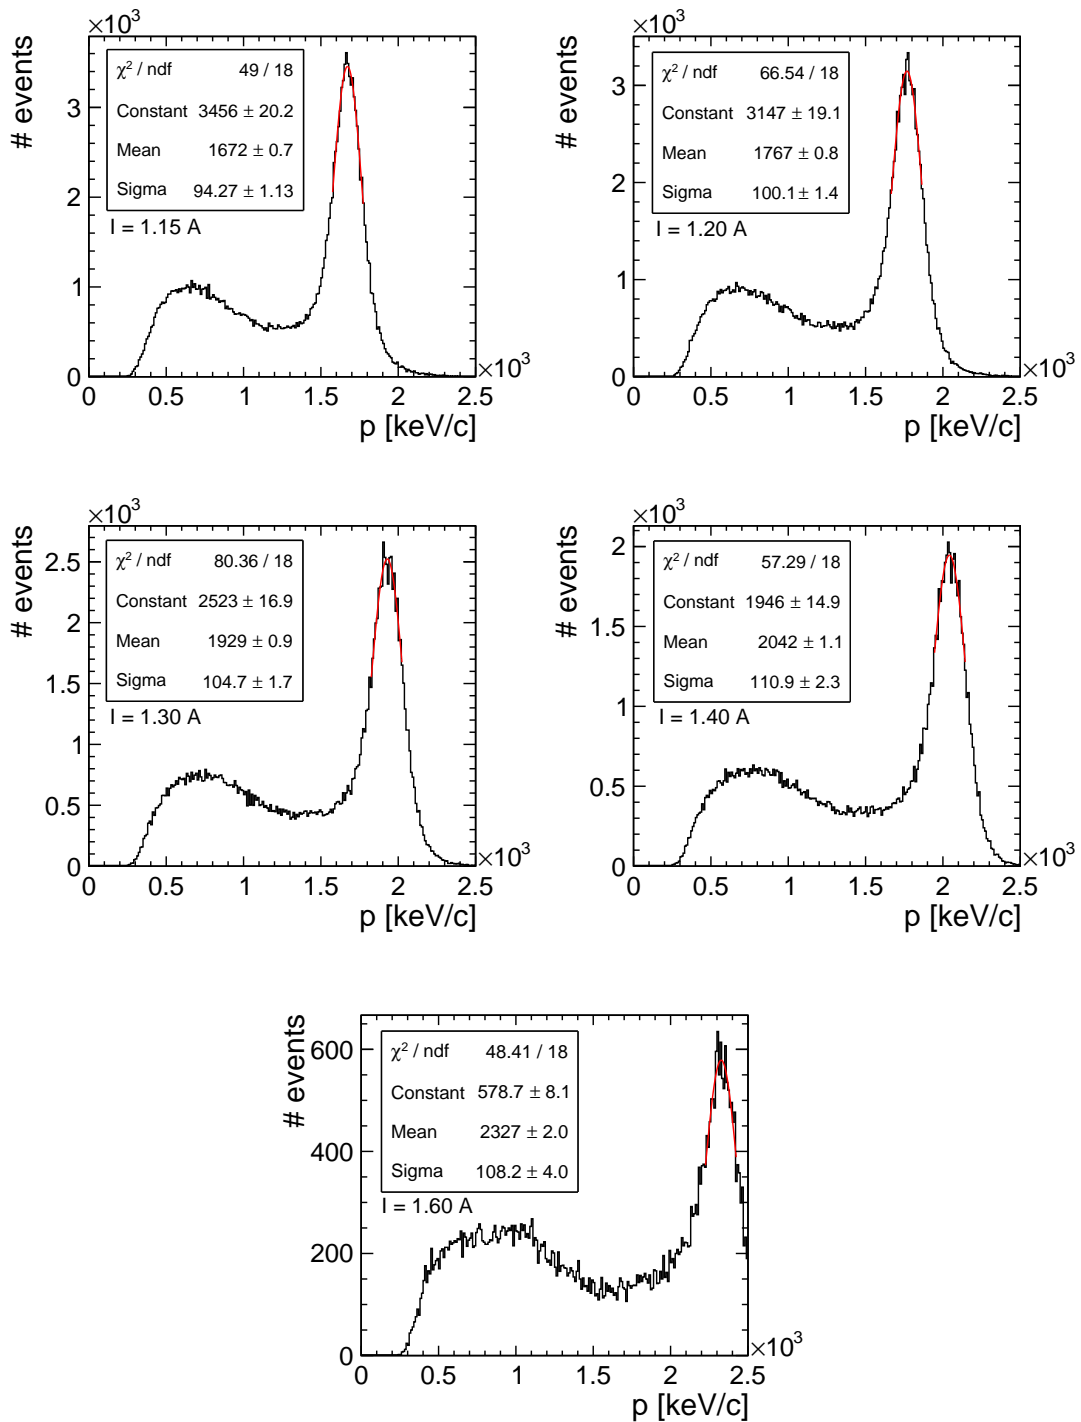 ×10³
# events
χ² / ndf 49 / 18
Constant 3456 ± 20.2
Mean 1672 ± 0.7
Sigma 94.27 ± 1.13
I = 1.15 A
3
2
1
0
0 0.5 1 1.5 2 2.5
×10³
p [keV/c]
×10³
# events
χ² / ndf 66.54 / 18
Constant 3147 ± 19.1
Mean 1767 ± 0.8
Sigma 100.1 ± 1.4
I = 1.20 A
3
2
1
0
0 0.5 1 1.5 2 2.5
×10³
p [keV/c]
×10³
# events
χ² / ndf 80.36 / 18
Constant 2523 ± 16.9
Mean 1929 ± 0.9
Sigma 104.7 ± 1.7
I = 1.30 A
2.5
2
1.5
1
0.5
0
0 0.5 1 1.5 2 2.5
×10³
p [keV/c]
×10³
# events
χ² / ndf 57.29 / 18
Constant 1946 ± 14.9
Mean 2042 ± 1.1
Sigma 110.9 ± 2.3
I = 1.40 A
2
1.5
1
0.5
0
0 0.5 1 1.5 2 2.5
×10³
p [keV/c]
# events
χ² / ndf 48.41 / 18
Constant 578.7 ± 8.1
Mean 2327 ± 2.0
Sigma 108.2 ± 4.0
I = 1.60 A
600
400
200
0
0 0.5 1 1.5 2 2.5
×10³
p [keV/c]